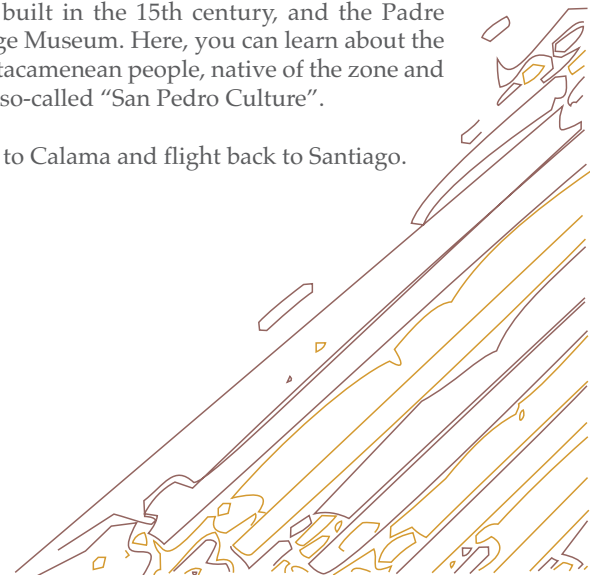 built in the 15th century, and the Padre
ge Museum. Here, you can learn about the
tacamenean people, native of the zone and
so-called “San Pedro Culture”.
to Calama and flight back to Santiago.